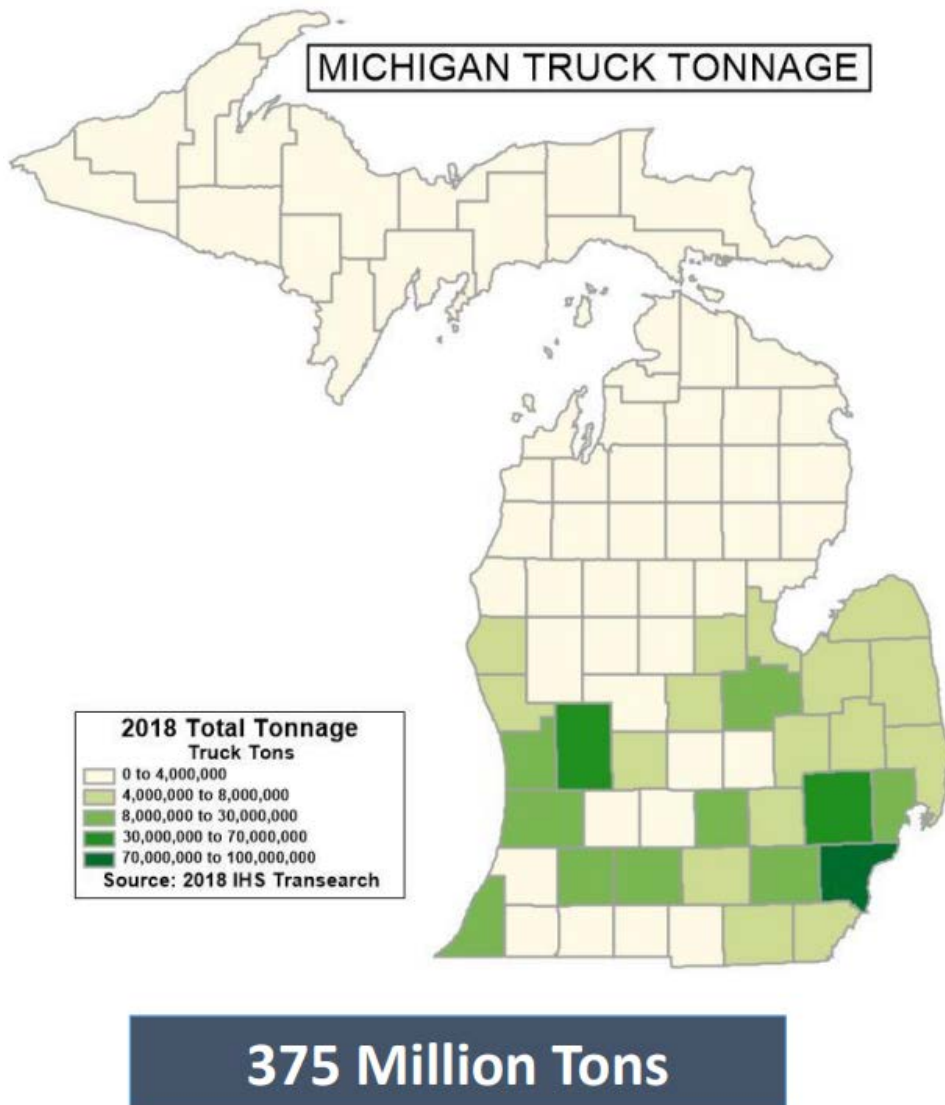 MICHIGAN TRUCK TONNAGE
2018 Total Tonnage
Truck Tons
0 to 4,000,000
4,000,000 to 8,000,000
8,000,000 to 30,000,000
30,000,000 to 70,000,000
70,000,000 to 100,000,000
Source: 2018 IHS Transearch
375 Million Tons